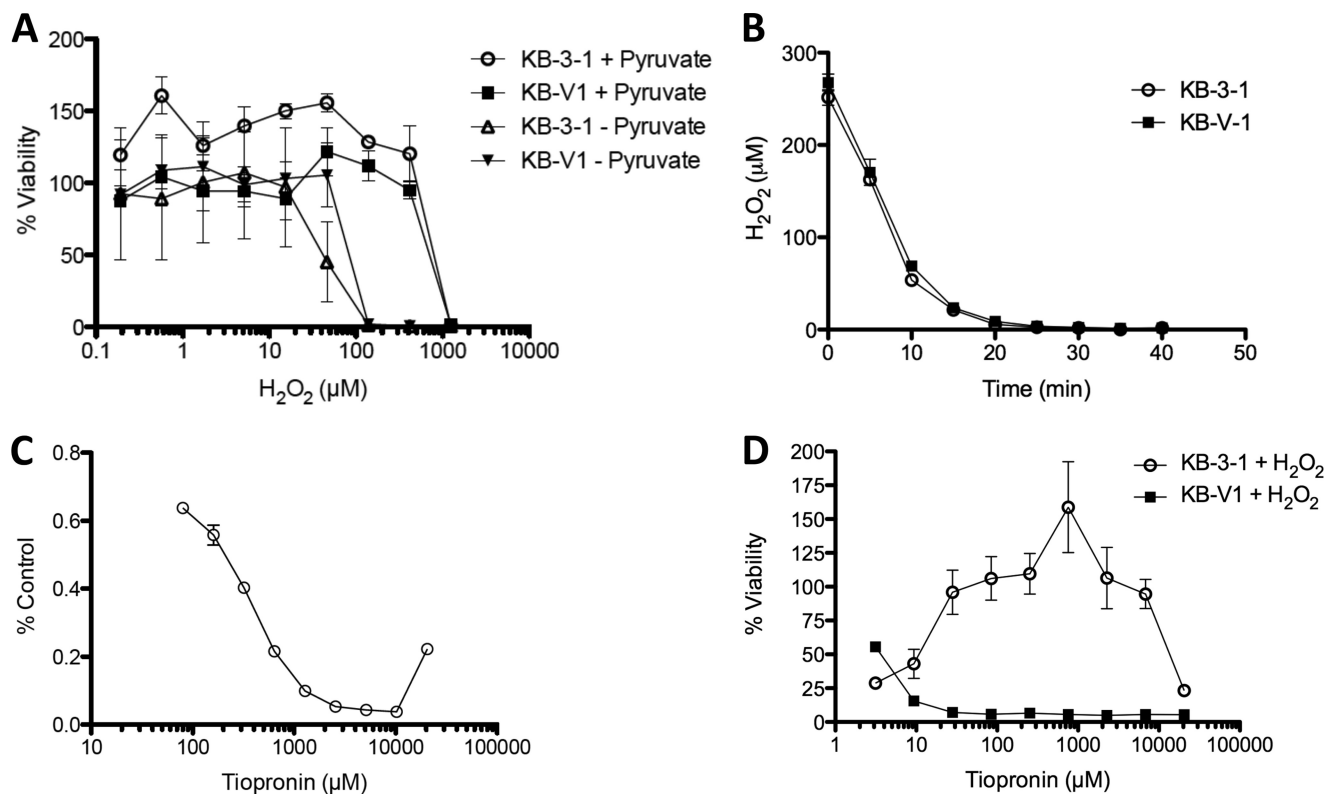 A
200
150
100
50
0
% Viability
0.1 1 10 100 1000 10000
H₂O₂ (µM)
KB-3-1 + Pyruvate
KB-V1 + Pyruvate
KB-3-1 - Pyruvate
KB-V1 - Pyruvate
B
300
200
100
0
H₂O₂ (µM)
0 10 20 30 40 50
Time (min)
KB-3-1
KB-V-1
C
0.8
0.6
0.4
0.2
0.0
% Control
10 100 1000 10000 100000
Tiopronin (µM)
D
200
175
150
125
100
75
50
25
0
% Viability
1 10 100 1000 10000 100000
Tiopronin (µM)
KB-3-1 + H₂O₂
KB-V1 + H₂O₂